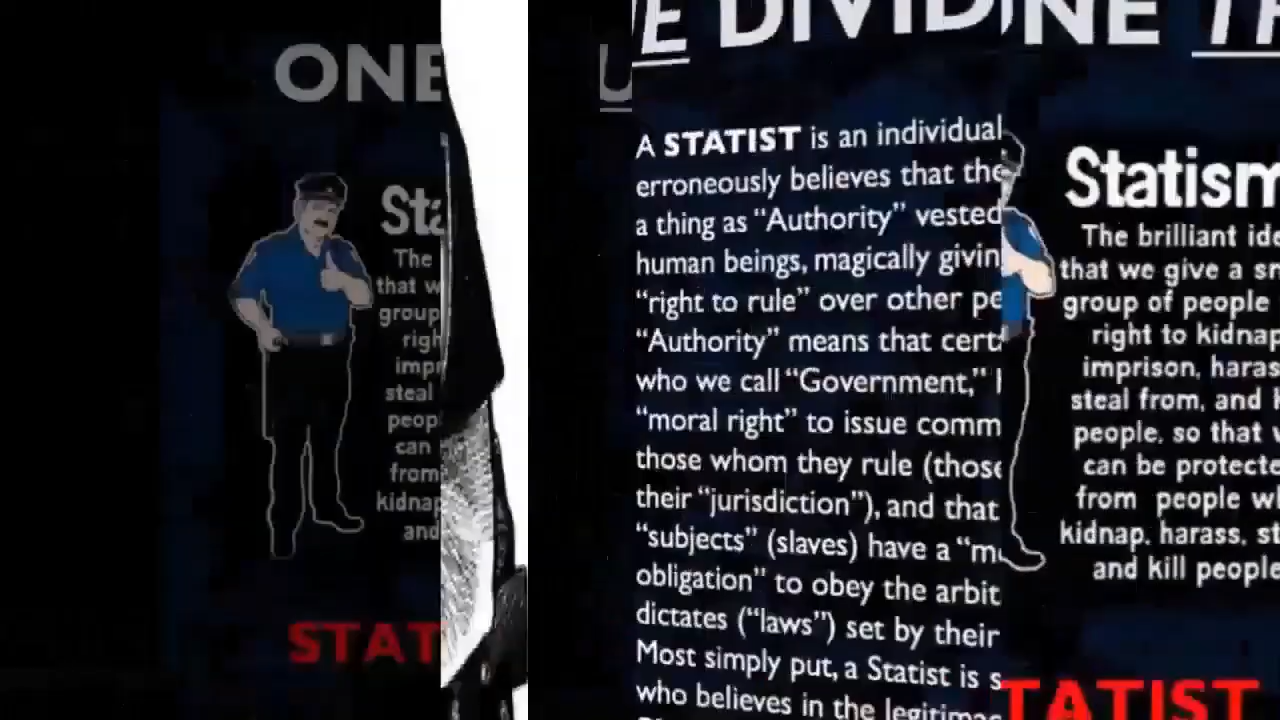 ONE
E DIVIDINE
Sta
The
that w
group
righ
impr
steal
peop
can
from
kidnap
and
STAT
A STATIST is an individual
erroneously believes that the
a thing as “Authority” vested
human beings, magically givin
“right to rule” over other pe
“Authority” means that cert
who we call “Government,”
“moral right” to issue comm
those whom they rule (those
their “jurisdiction”), and that
“subjects” (slaves) have a “m
obligation” to obey the arbit
dictates (“laws”) set by their
Most simply put, a Statist is s
who believes in the legitimac
Statism
The brilliant ide
that we give a sm
group of people
right to kidnap
imprison, haras
steal from, and k
people, so that w
can be protecte
from people wh
kidnap, harass, st
and kill people
TATIST